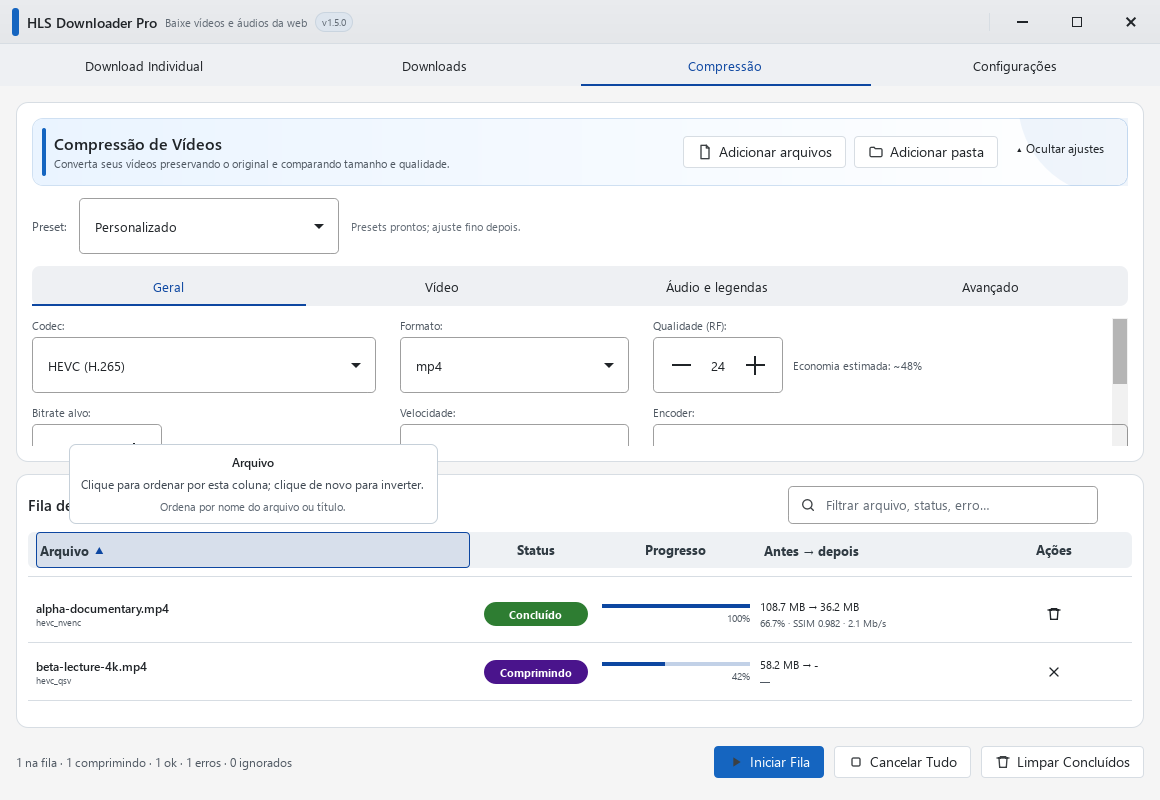 HLS Downloader Pro Baixe vídeos e áudios da web v1.5.0
Download Individual Downloads Compressão Configurações
Compressão de Vídeos
Converta seus vídeos preservando o original e comparando tamanho e qualidade.
Adicionar arquivos Adicionar pasta ▴ Ocultar ajustes
Preset: Personalizado Presets prontos; ajuste fino depois.
Geral Vídeo Áudio e legendas Avançado
Codec: Formato: Qualidade (RF):
HEVC (H.265) mp4 24 Economia estimada: ~48%
Bitrate alvo: Velocidade: Encoder:
Arquivo
Clique para ordenar por esta coluna; clique de novo para inverter.
Ordena por nome do arquivo ou título.
Fila de Filtrar arquivo, status, erro...
Arquivo ▲ Status Progresso Antes → depois Ações
alpha-documentary.mp4 Concluído 108.7 MB → 36.2 MB
hevc_nvenc 100% 66.7% · SSIM 0.982 · 2.1 Mb/s
beta-lecture-4k.mp4 Comprimindo 58.2 MB → -
hevc_qsv 42% —
1 na fila · 1 comprimindo · 1 ok · 1 erros · 0 ignorados
Iniciar Fila Cancelar Tudo Limpar Concluídos